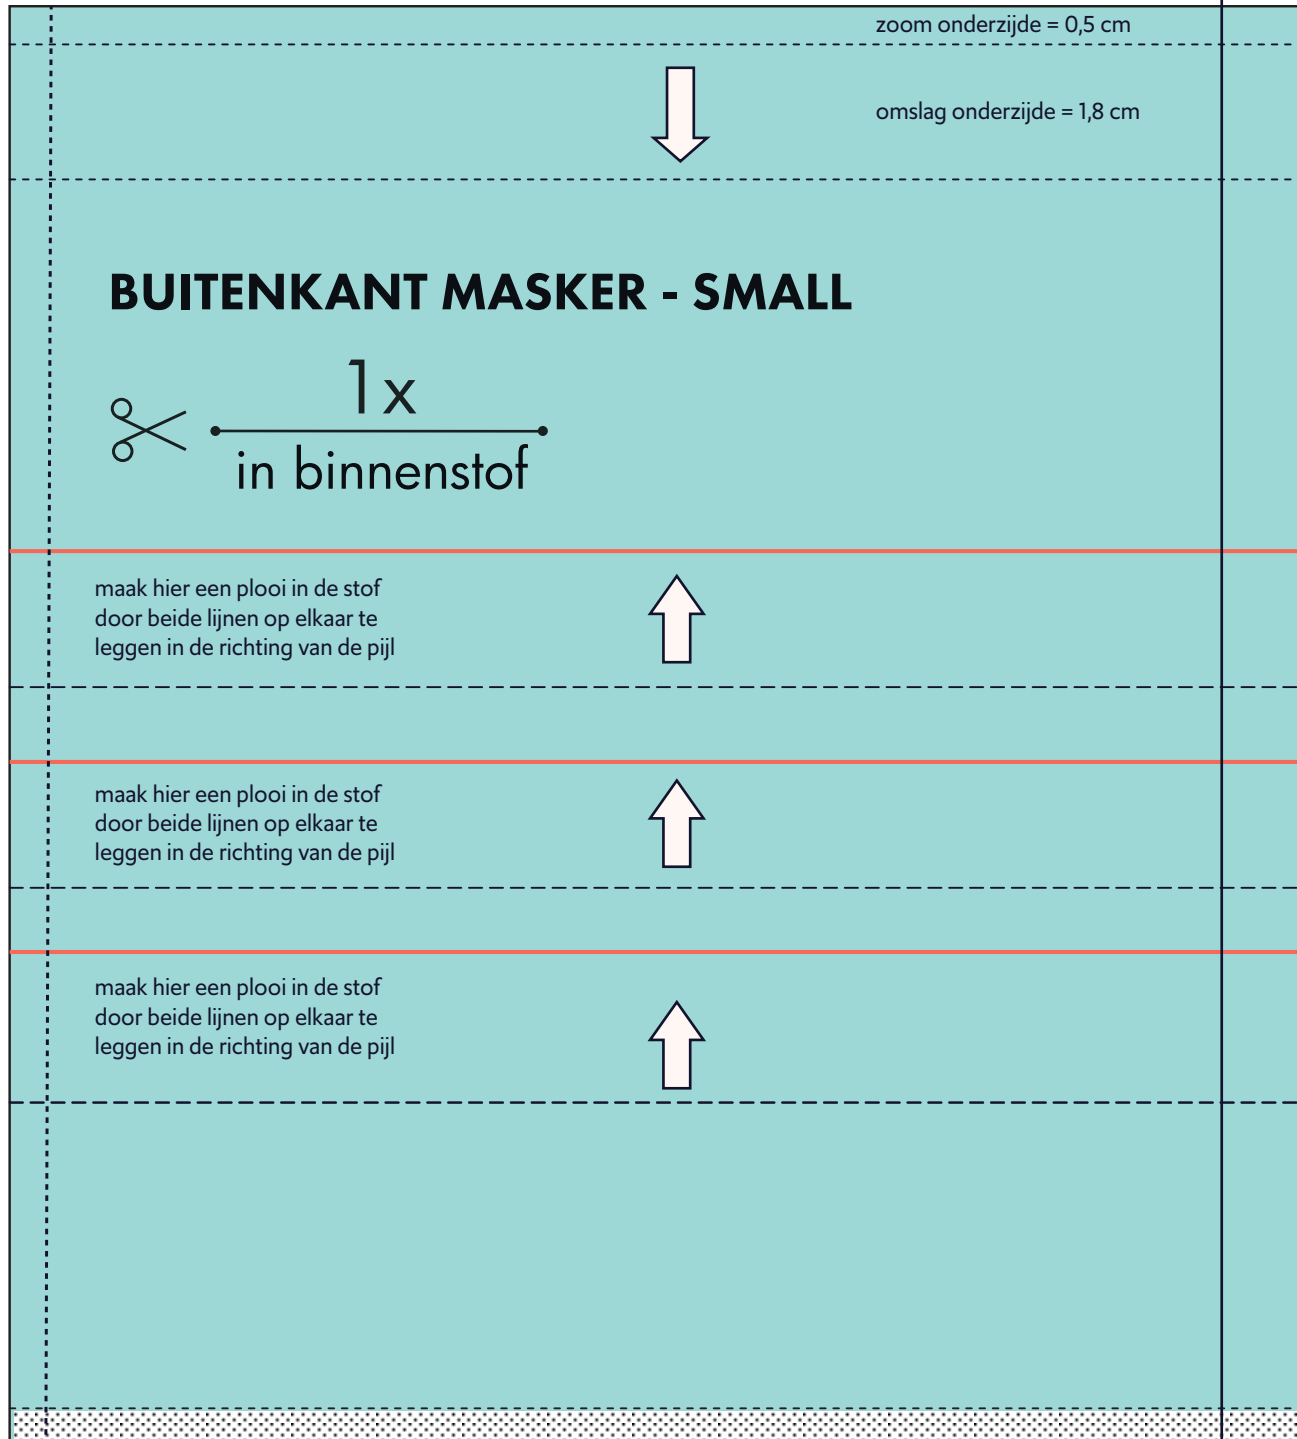 zoom onderzijde = 0,5 cm
omslag onderzijde = 1,8 cm
BUITENKANT MASKER - SMALL
1x
in binnenstof
maak hier een plooi in de stof
door beide lijnen op elkaar te
leggen in de richting van de pijl
maak hier een plooi in de stof
door beide lijnen op elkaar te
leggen in de richting van de pijl
maak hier een plooi in de stof
door beide lijnen op elkaar te
leggen in de richting van de pijl